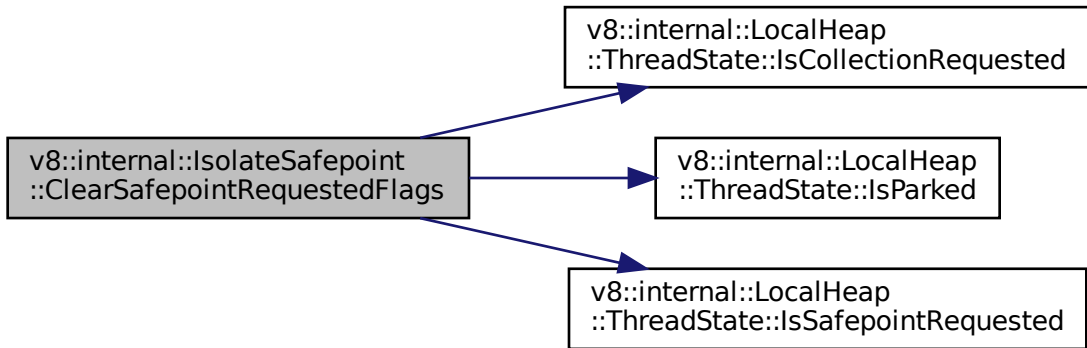 v8::internal::IsolateSafepoint
::ClearSafepointRequestedFlags
v8::internal::LocalHeap
::ThreadState::IsCollectionRequested
v8::internal::LocalHeap
::ThreadState::IsParked
v8::internal::LocalHeap
::ThreadState::IsSafepointRequested